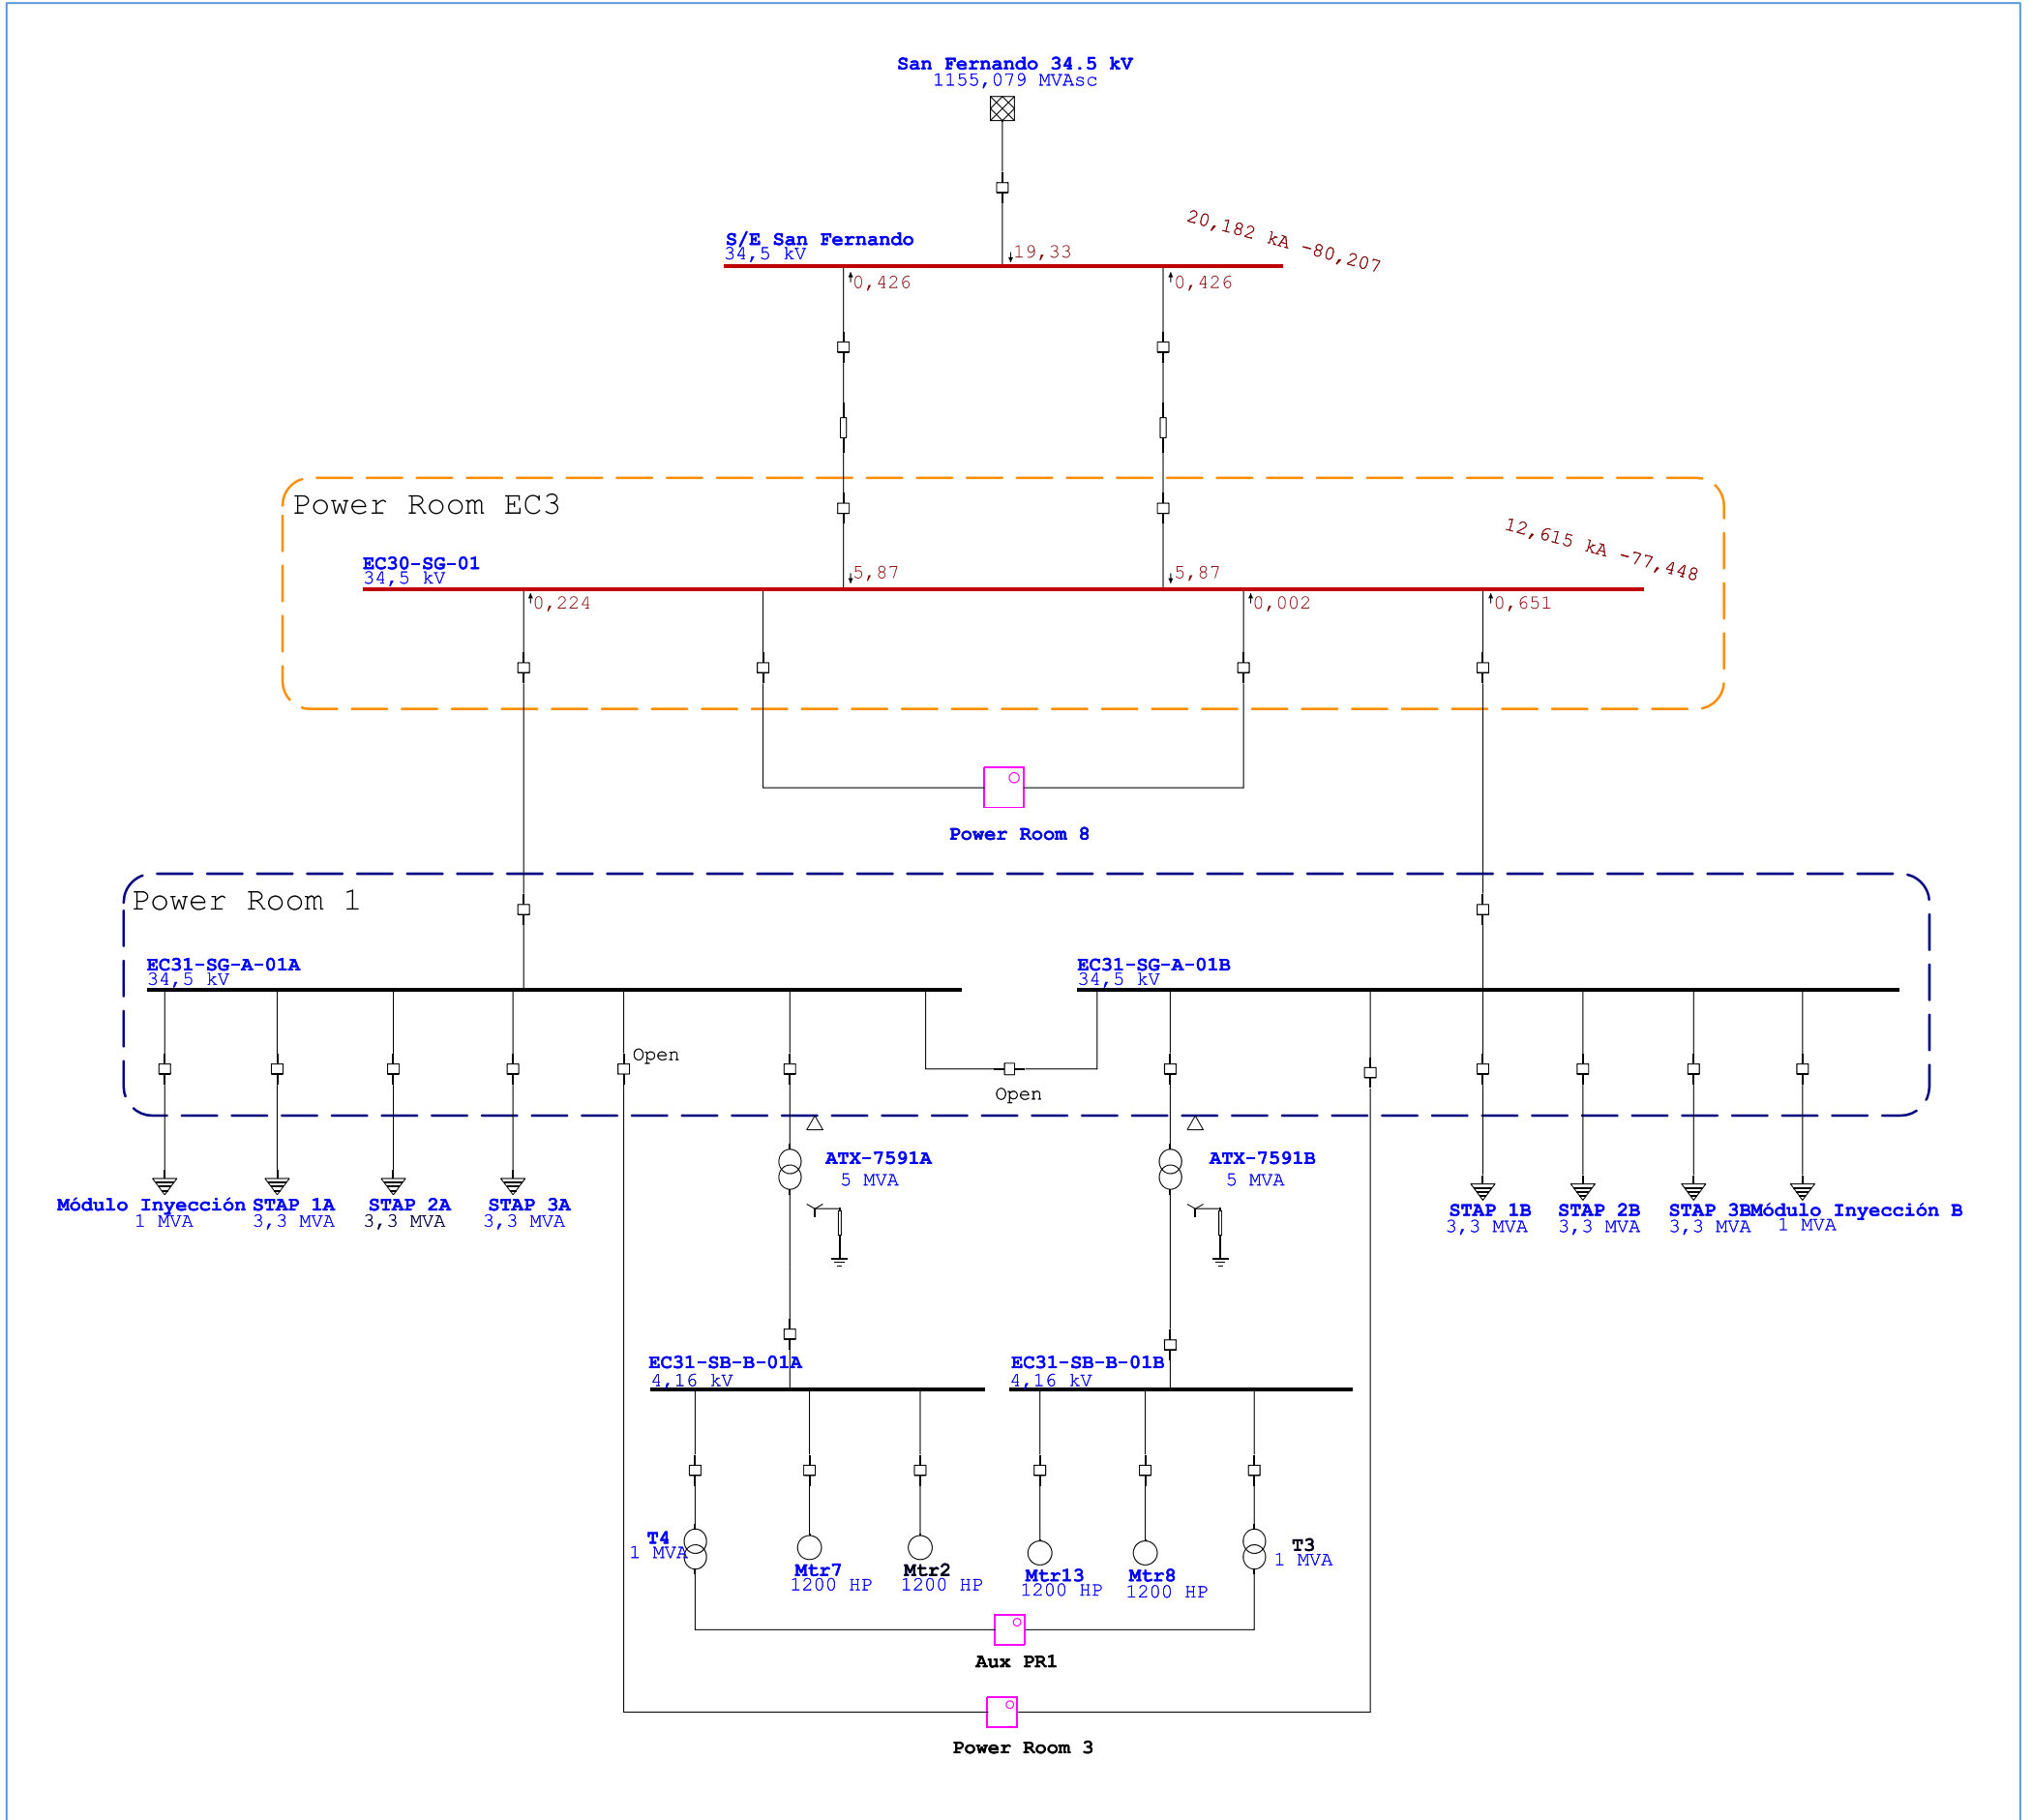 San Fernando 34.5 kV
1155,079 MVAsc
20,182 kA -80,207
S/E San Fernando
34,5 kV
19,33
0,426
0,426
Power Room EC3
12,615 kA -77,448
EC30-SG-01
34,5 kV
5,87
5,87
0,224
0,002
0,651
Power Room 8
Power Room 1
EC31-SG-A-01A
34,5 kV
EC31-SG-A-01B
34,5 kV
Open
Open
ATX-7591A
5 MVA
ATX-7591B
5 MVA
Módulo Inyección
1 MVA
STAP 1A
3,3 MVA
STAP 2A
3,3 MVA
STAP 3A
3,3 MVA
STAP 1B
3,3 MVA
STAP 2B
3,3 MVA
STAP 3B
3,3 MVA
Módulo Inyección B
1 MVA
EC31-SB-B-01A
4,16 kV
EC31-SB-B-01B
4,16 kV
T4
1 MVA
Mtr7
1200 HP
Mtr2
1200 HP
Mtr13
1200 HP
Mtr8
1200 HP
T3
1 MVA
Aux PR1
Power Room 3